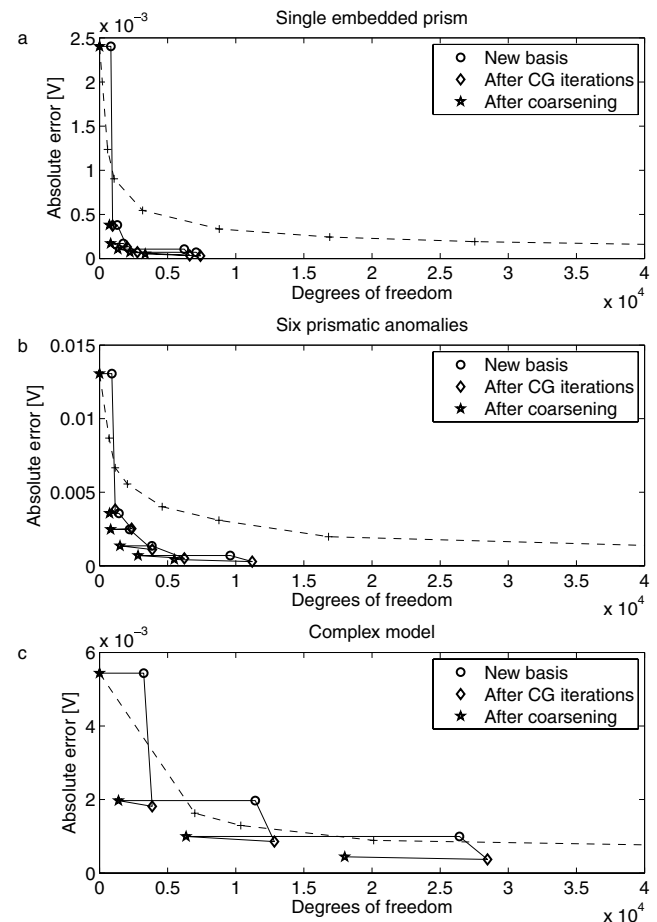 Single embedded prism
x 10⁻³
a
2.5
2
1.5
1
0.5
0
Absolute error [V]
New basis
After CG iterations
After coarsening
0 0.5 1 1.5 2 2.5 3 3.5 4
Degrees of freedom
x 10⁴
Six prismatic anomalies
b
0.015
0.01
0.005
0
Absolute error [V]
New basis
After CG iterations
After coarsening
0 0.5 1 1.5 2 2.5 3 3.5 4
Degrees of freedom
x 10⁴
Complex model
x 10⁻³
c
6
4
2
0
Absolute error [V]
New basis
After CG iterations
After coarsening
0 0.5 1 1.5 2 2.5 3 3.5 4
Degrees of freedom
x 10⁴